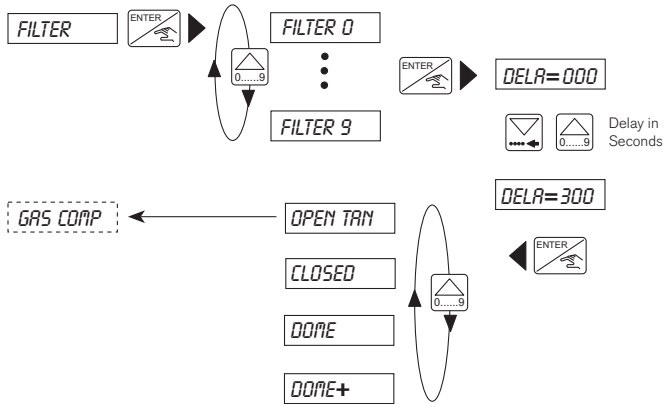 FILTER
ENTER
0......9
FILTER 0
FILTER 9
ENTER
DELA=000
0......9
Delay in
Seconds
DELA=300
ENTER
GAS COMP
OPEN TAN
CLOSED
DOME
DOME+
0......9